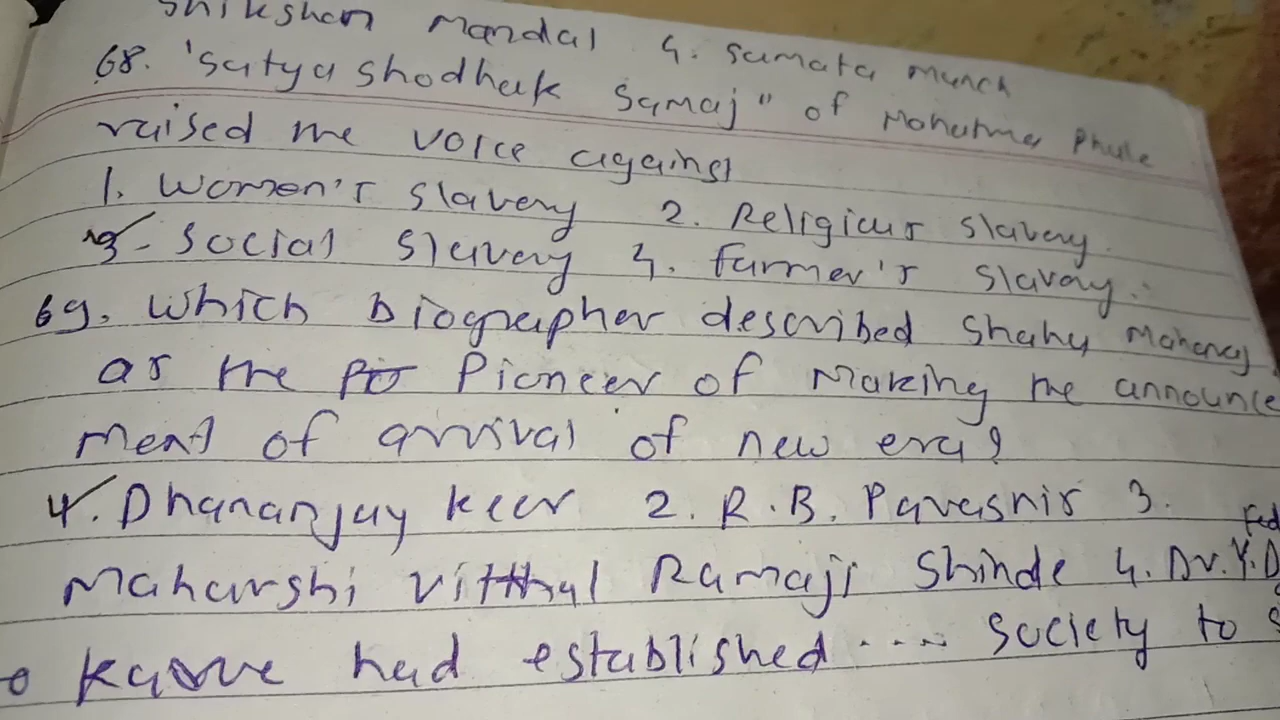 Shikshan Mandal 4. Samata Munch
68. 'Satya shodhak Samaj" of Mahatma Phule
raised the voice against
1. Women's slavery 2. Religious slavery.
3. Social slavery 4. Farmer's slavery.
69. Which biographer described Shahu Maharaj
as the Pioneer of Making the announce
ment of arrival of new era?
1. Dhananjay keer 2. R.B. Pavasnis 3.
Maharshi Vitthal Ramaji Shinde 4. Dr. Y.D
Fad
Karve had established .... society to